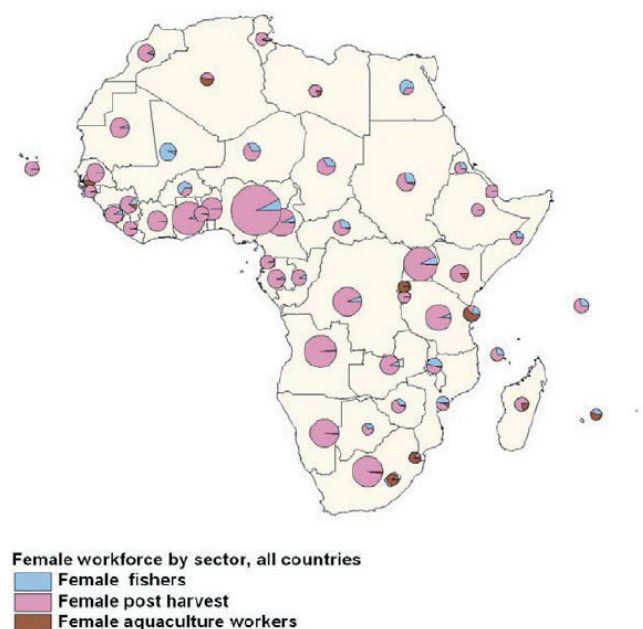 Female workforce by sector, all countries
Female fishers
Female post harvest
Female aquaculture workers